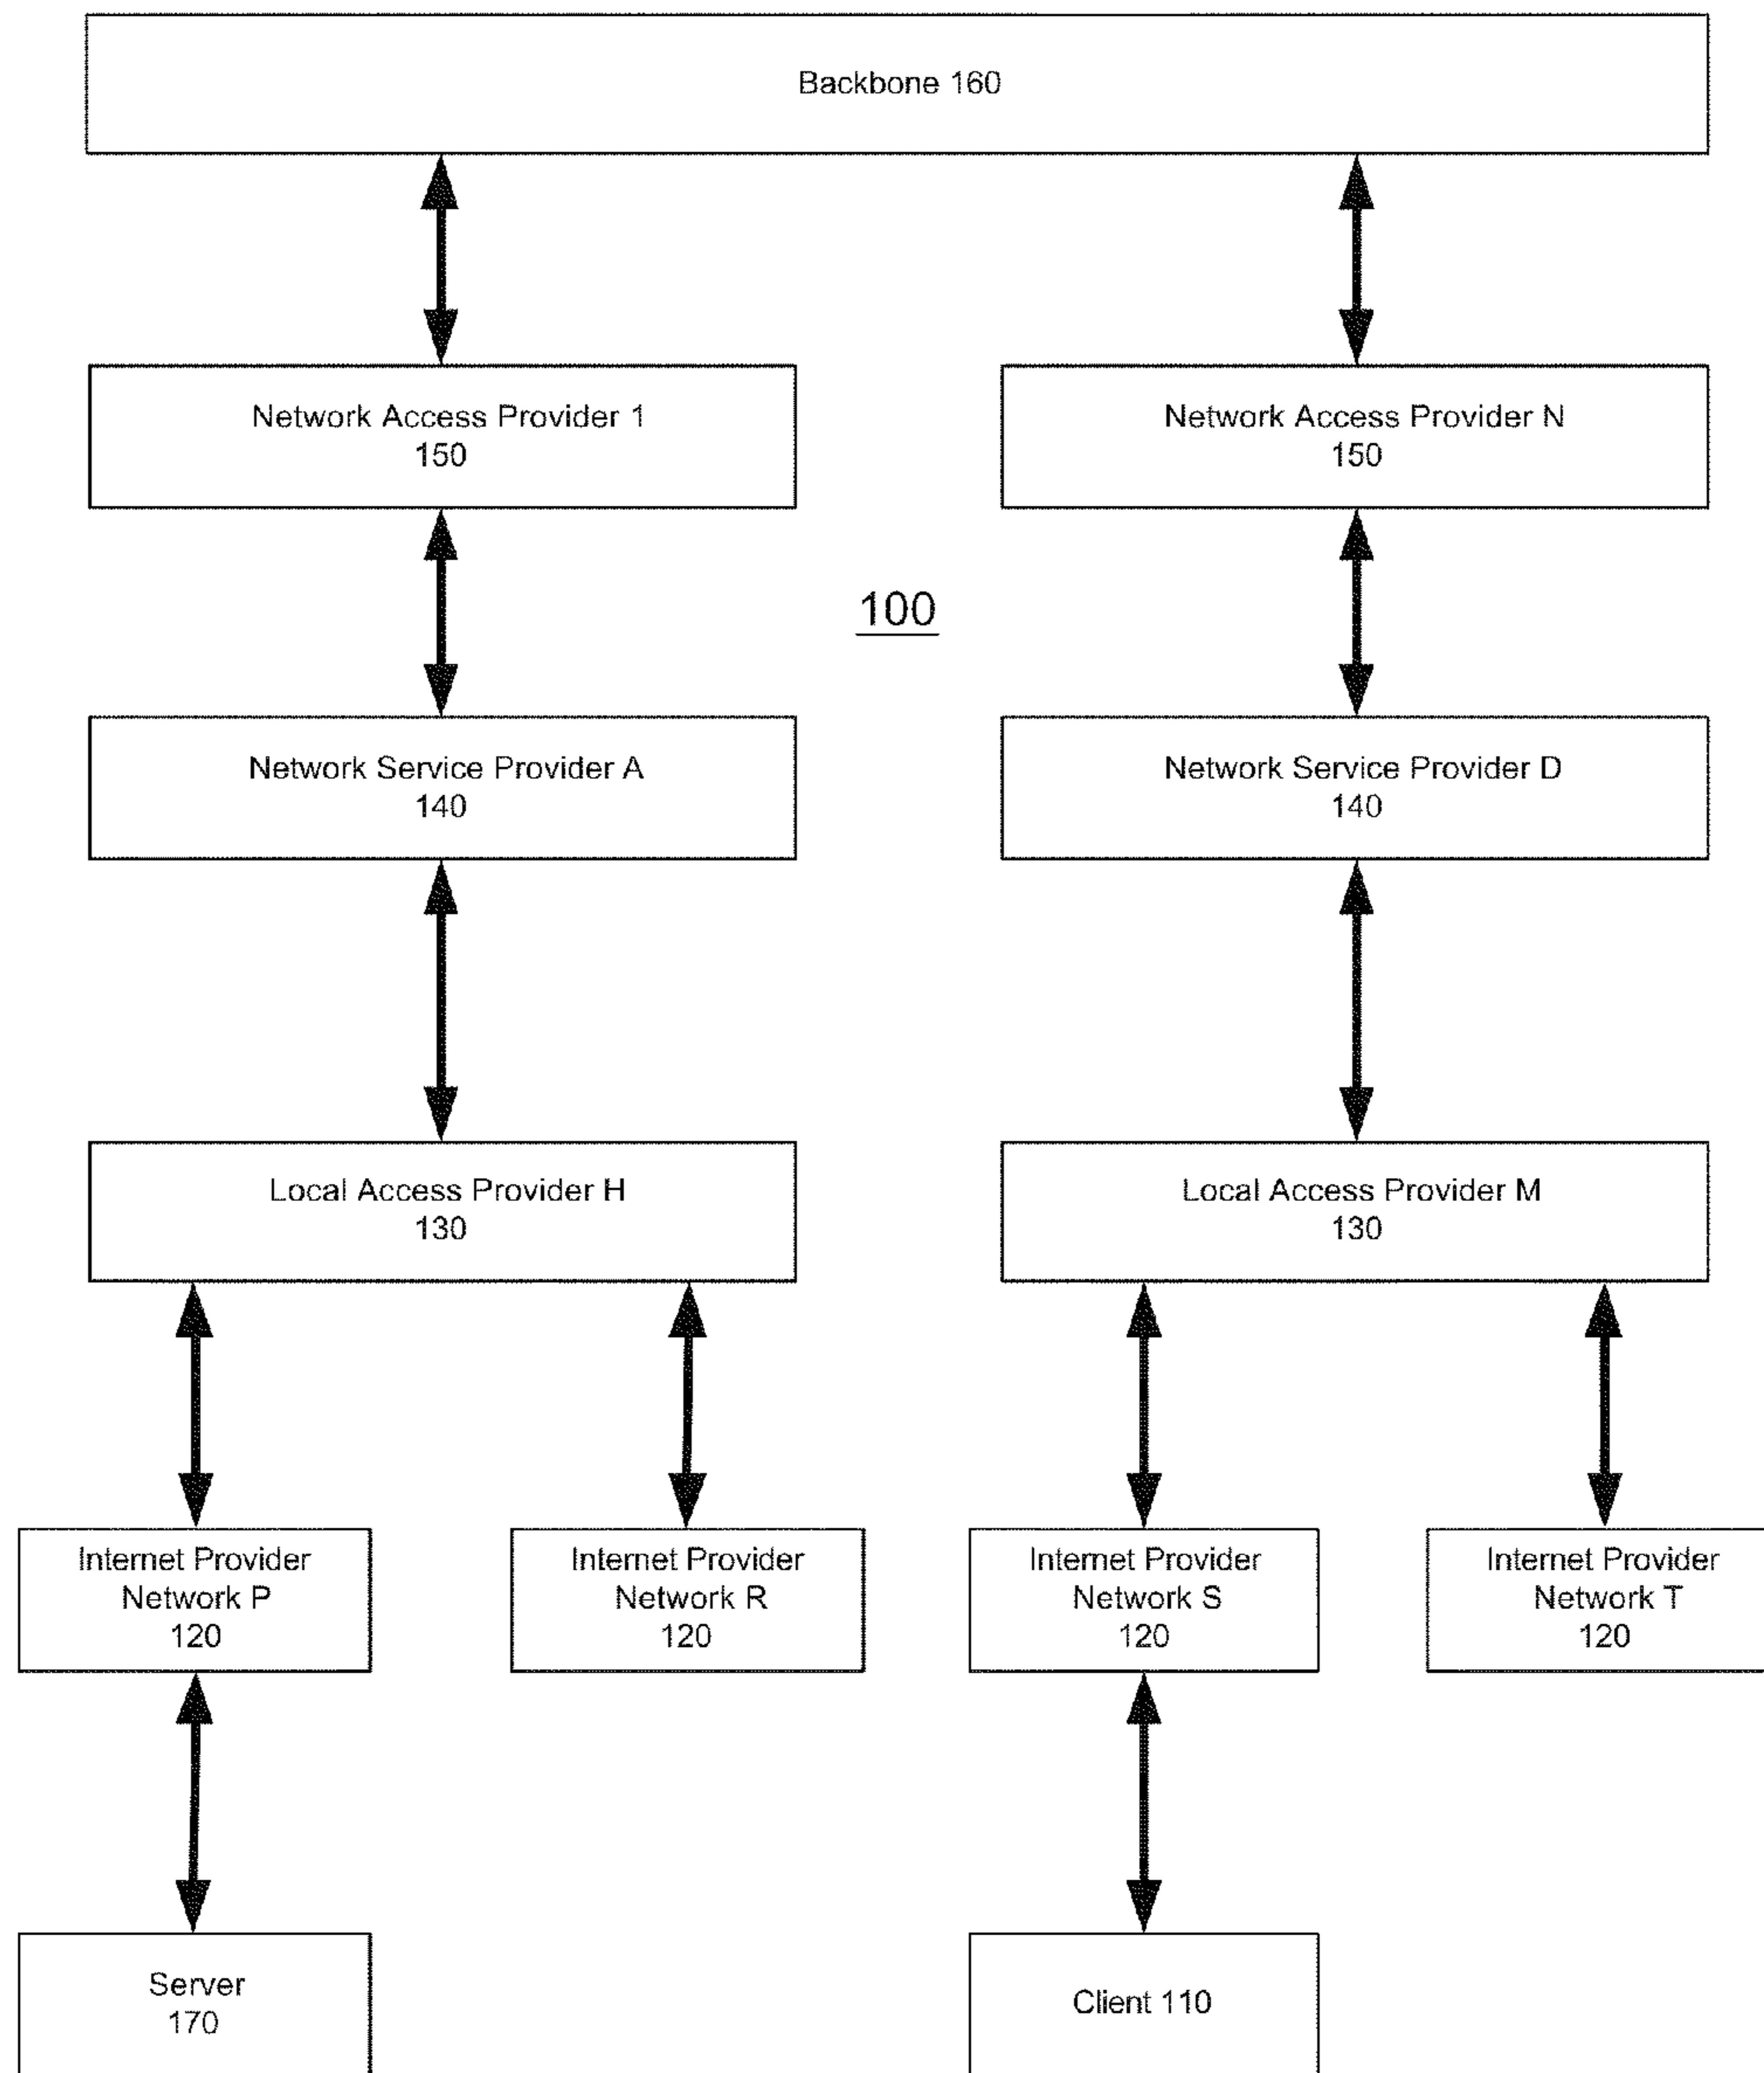 Backbone 160
Network Access Provider 1
150
Network Access Provider N
150
100
Network Service Provider A
140
Network Service Provider D
140
Local Access Provider H
130
Local Access Provider M
130
Internet Provider
Network P
120
Internet Provider
Network R
120
Internet Provider
Network S
120
Internet Provider
Network T
120
Server
170
Client 110